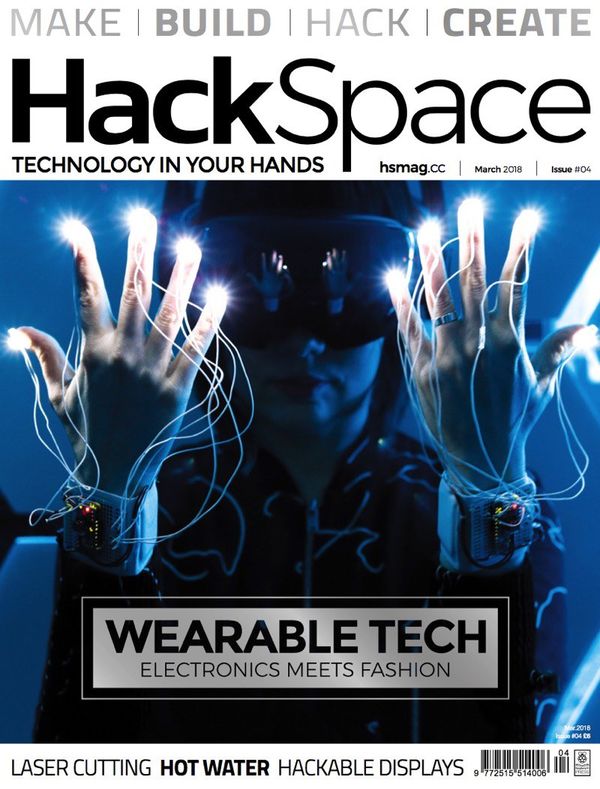 MAKE | BUILD | HACK | CREATE
HackSpace
TECHNOLOGY IN YOUR HANDS
hsmag.cc | March 2018 | Issue #04
WEARABLE TECH
ELECTRONICS MEETS FASHION
Mar.2018
Issue #04 £6
LASER CUTTING HOT WATER HACKABLE DISPLAYS
04
9 772515 514006